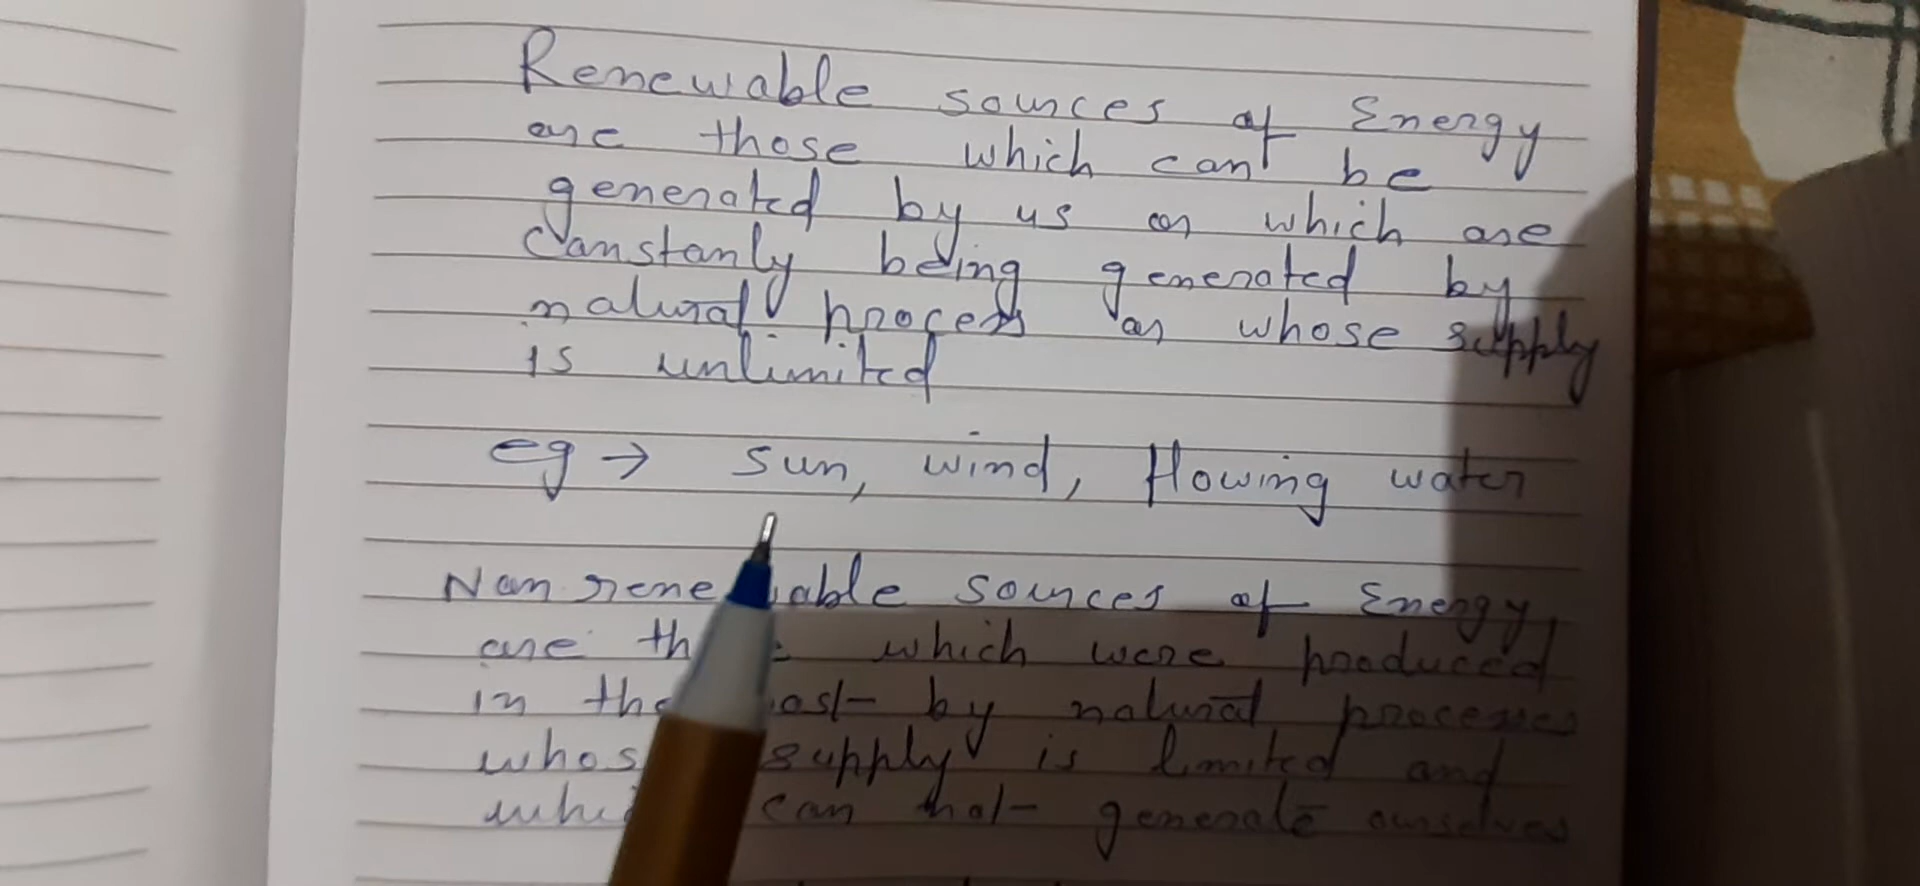 Renewable sources of Energy
are those which can be
generated by us or which are
constanly being generated by
natural process or whose supply
is unlimited
eg → sun, wind, flowing water
Non renewable sources of Energy
are which were produced
in by natural processes
supply is limited and
can not generate ourselves